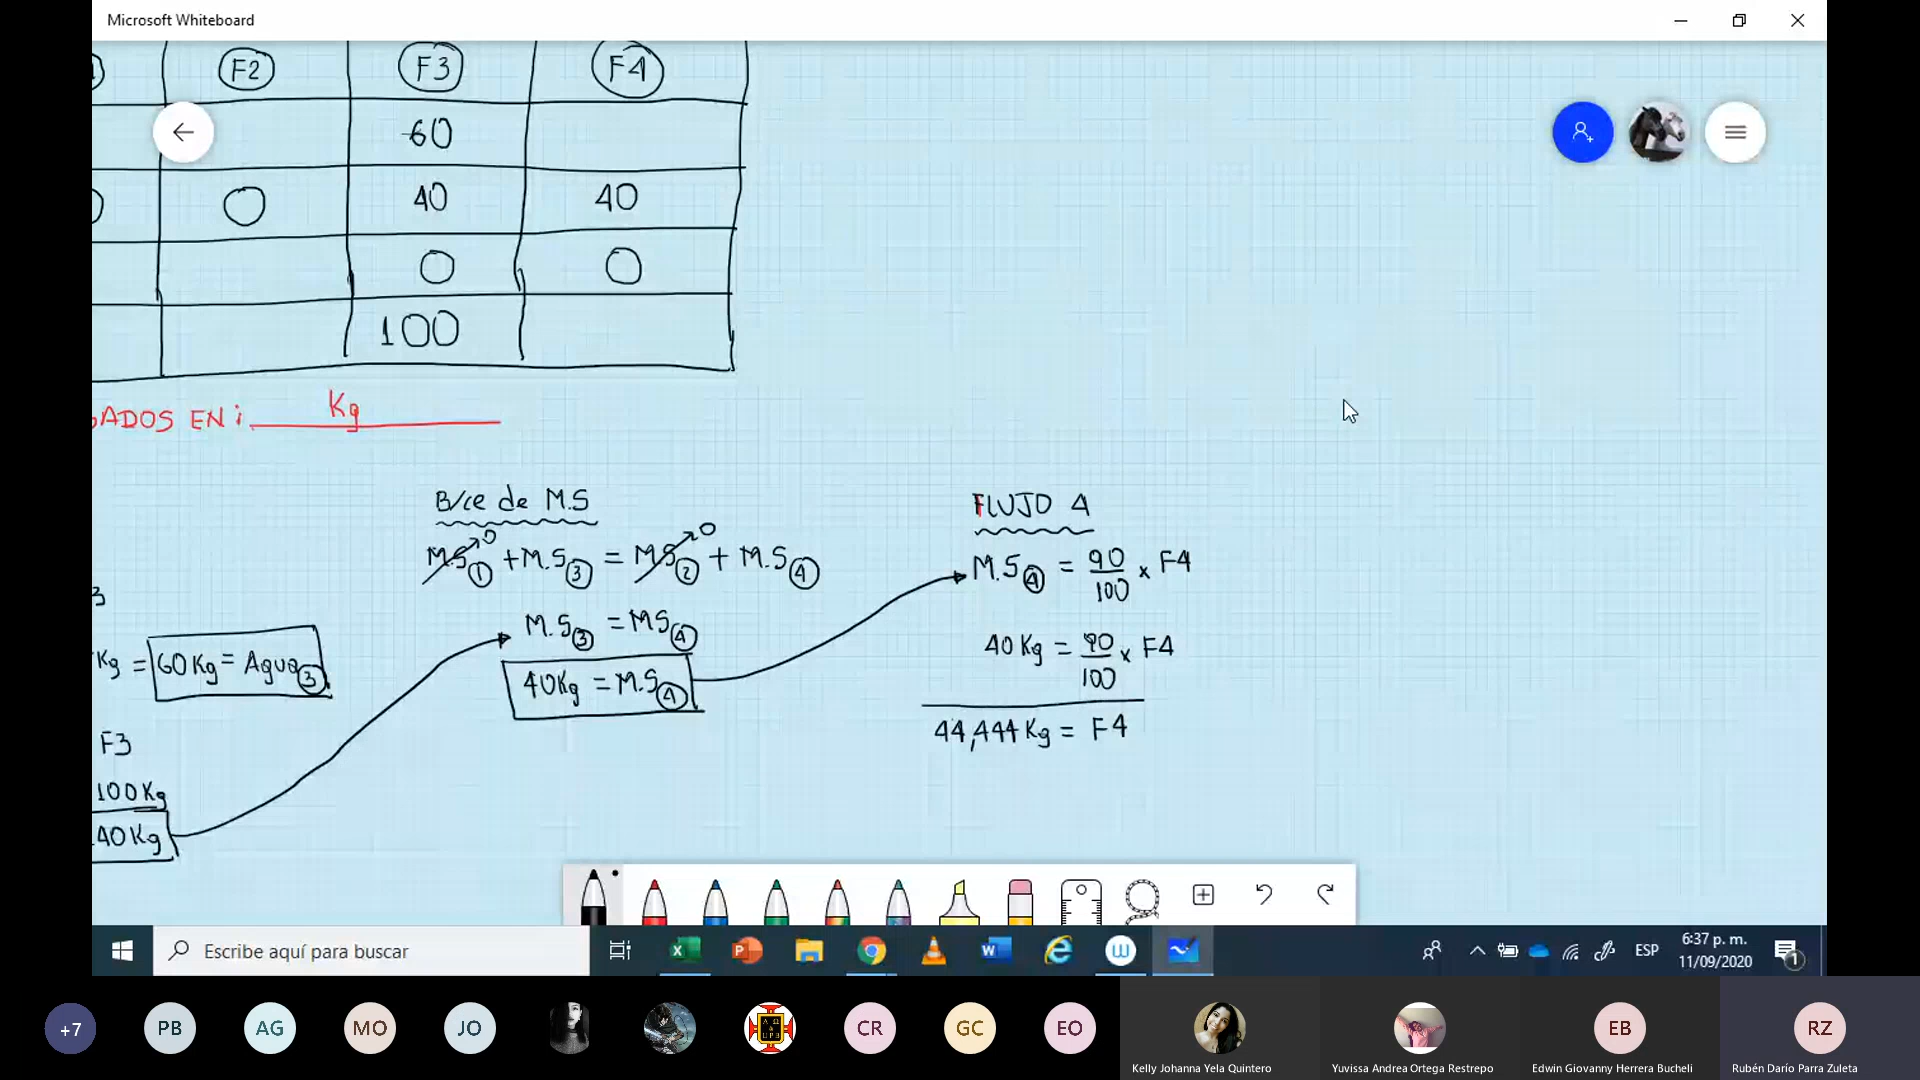 Microsoft Whiteboard
F2 F3 F4
60
0 40 40
0 0
100
DADOS EN: Kg
B/ce de M.S
M.S① 0 + M.S③ = M.S② 0 + M.S④
M.S③ = MS④
40Kg = M.S④
3
Kg = 60Kg = Agua③
F3
100Kg
40Kg
FLUJO 4
M.S④ = 90/100 x F4
40 Kg = 90/100 x F4
44,444 Kg = F4
Escribe aquí para buscar
ESP
6:37 p. m.
11/09/2020
1
+7
PB
AG
MO
JO
CR
GC
EO
EB
RZ
Kelly Johanna Yela Quintero
Yuvissa Andrea Ortega Restrepo
Edwin Giovanny Herrera Bucheli
Rubén Darío Parra Zuleta